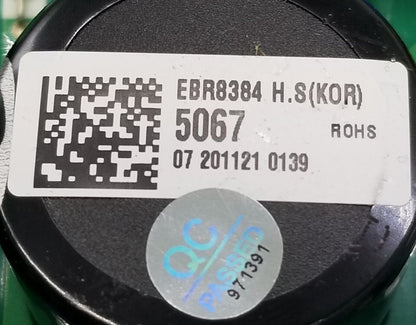 EBR8384 H.S(KOR)
5067 ROHS
07 201121 0139
QC
PASSED
971391